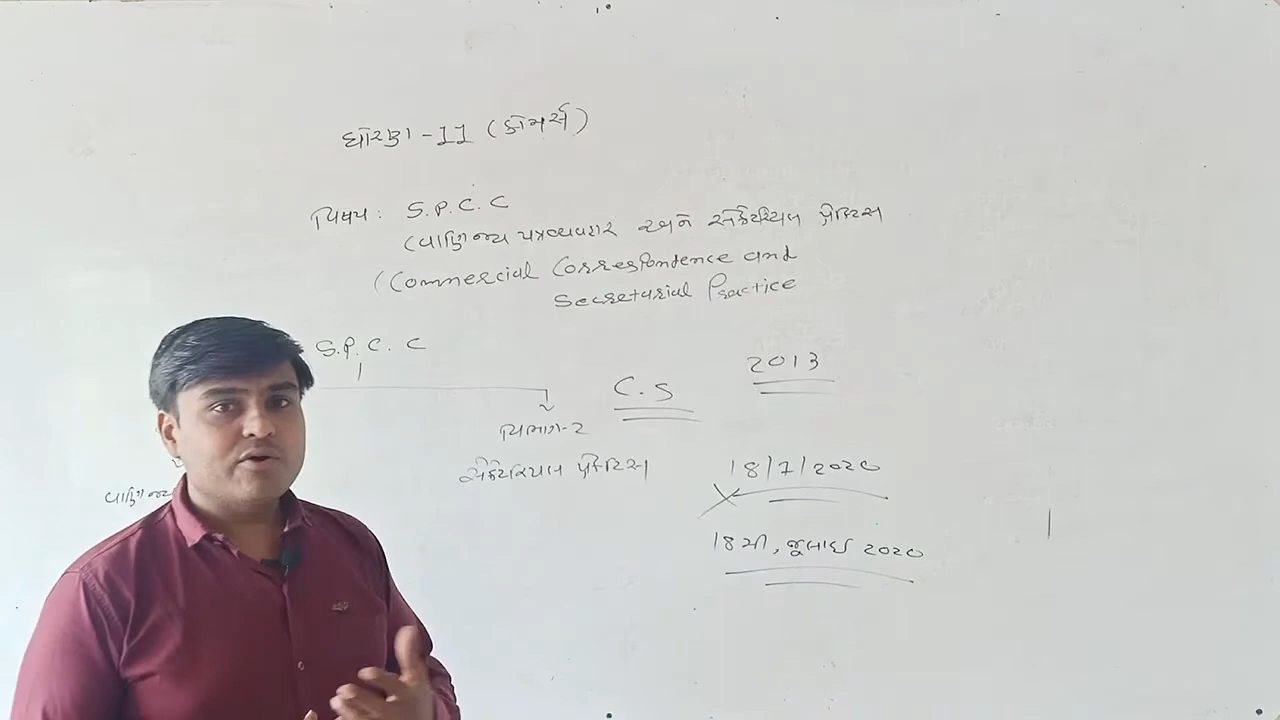 ધોરણ - 11 (કોમર્સ)
વિષય : S.P.C.C
(વાણિજ્ય પત્રવ્યવહાર અને સેક્રેટરિયલ પ્રેક્ટિસ
(Commercial Correspondence and
Secretarial Practice
S.P.C.C
વિભાગ-2
સેક્રેટરિયલ પ્રેક્ટિસ
વાણિજ્ય
C.S
2013
18/7/2020
18મી, જૂલાઇ 2020